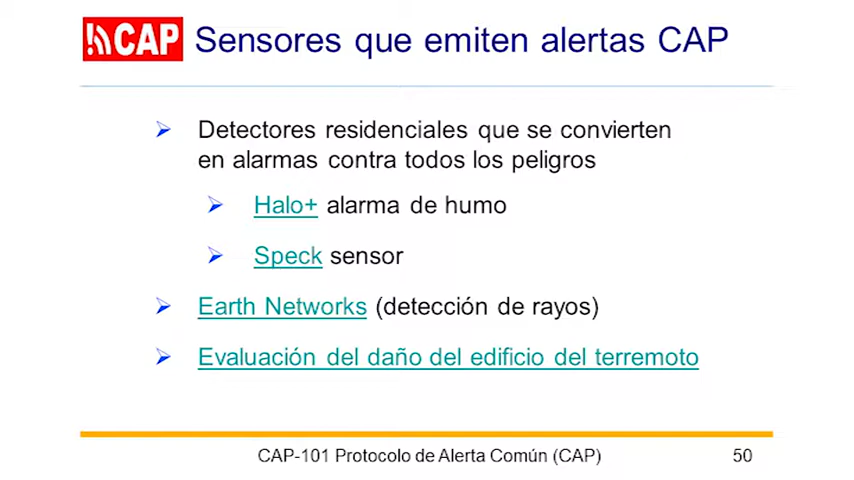 CAP Sensores que emiten alertas CAP
Detectores residenciales que se convierten
en alarmas contra todos los peligros
Halo+ alarma de humo
Speck sensor
Earth Networks (detección de rayos)
Evaluación del daño del edificio del terremoto
CAP-101 Protocolo de Alerta Común (CAP) 50